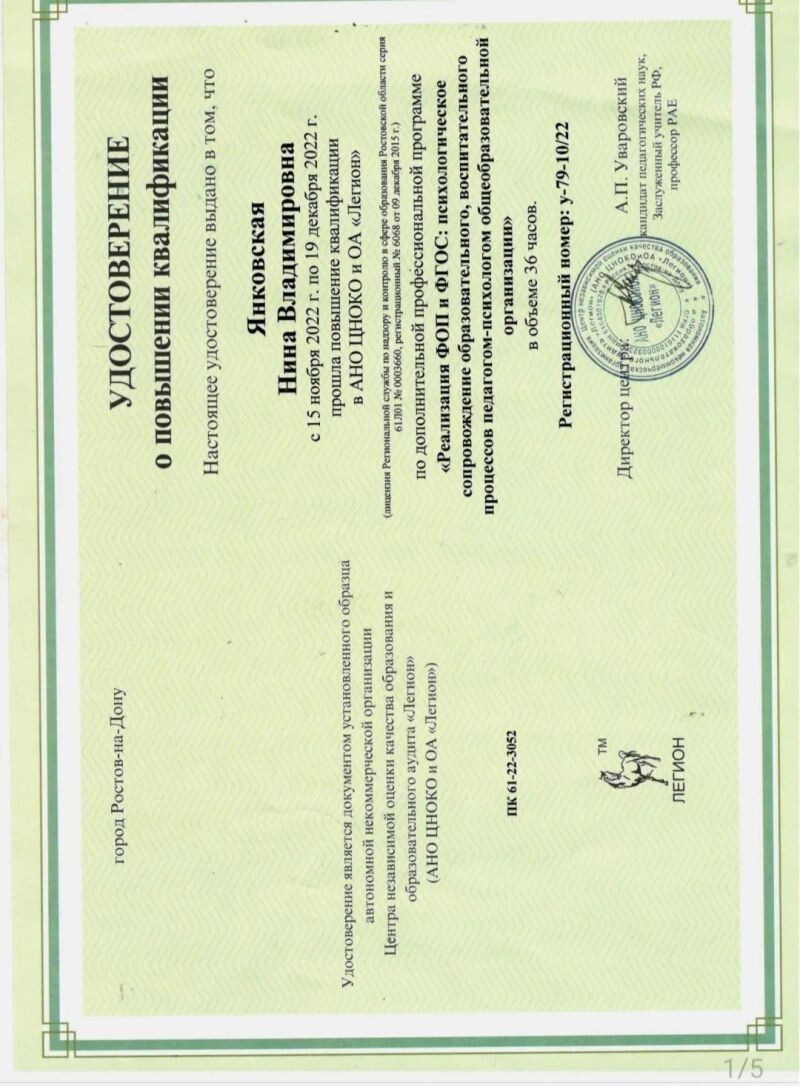 город Ростов-на-Дону
Удостоверение является документом установленного образца
автономной некоммерческой организации
Центра независимой оценки качества образования и
образовательного аудита «Легион»
(АНО ЦНОКО и ОА «Легион»)
ПК 61-22-3052
TM
ЛЕГИОН
УДОСТОВЕРЕНИЕ
о повышении квалификации
Настоящее удостоверение выдано в том, что
Янковская
Нина Владимировна
с 15 ноября 2022 г. по 19 декабря 2022 г.
прошла повышение квалификации
в АНО ЦНОКО и ОА «Легион»
(лицензия Региональной службы по надзору и контролю в сфере образования Ростовской области серия
61Л01 № 0003660, регистрационный № 6068 от 09 декабря 2015 г.)
по дополнительной профессиональной программе
«Реализация ФОП и ФГОС: психологическое
сопровождение образовательного, воспитательного
процессов педагогом-психологом общеобразовательной
организации»
в объеме 36 часов.
Регистрационный номер: у-79-10/22
Директор центра:
А.П. Уваровский
кандидат педагогических наук,
Заслуженный учитель РФ,
профессор РАЕ
«Легион»
1/5